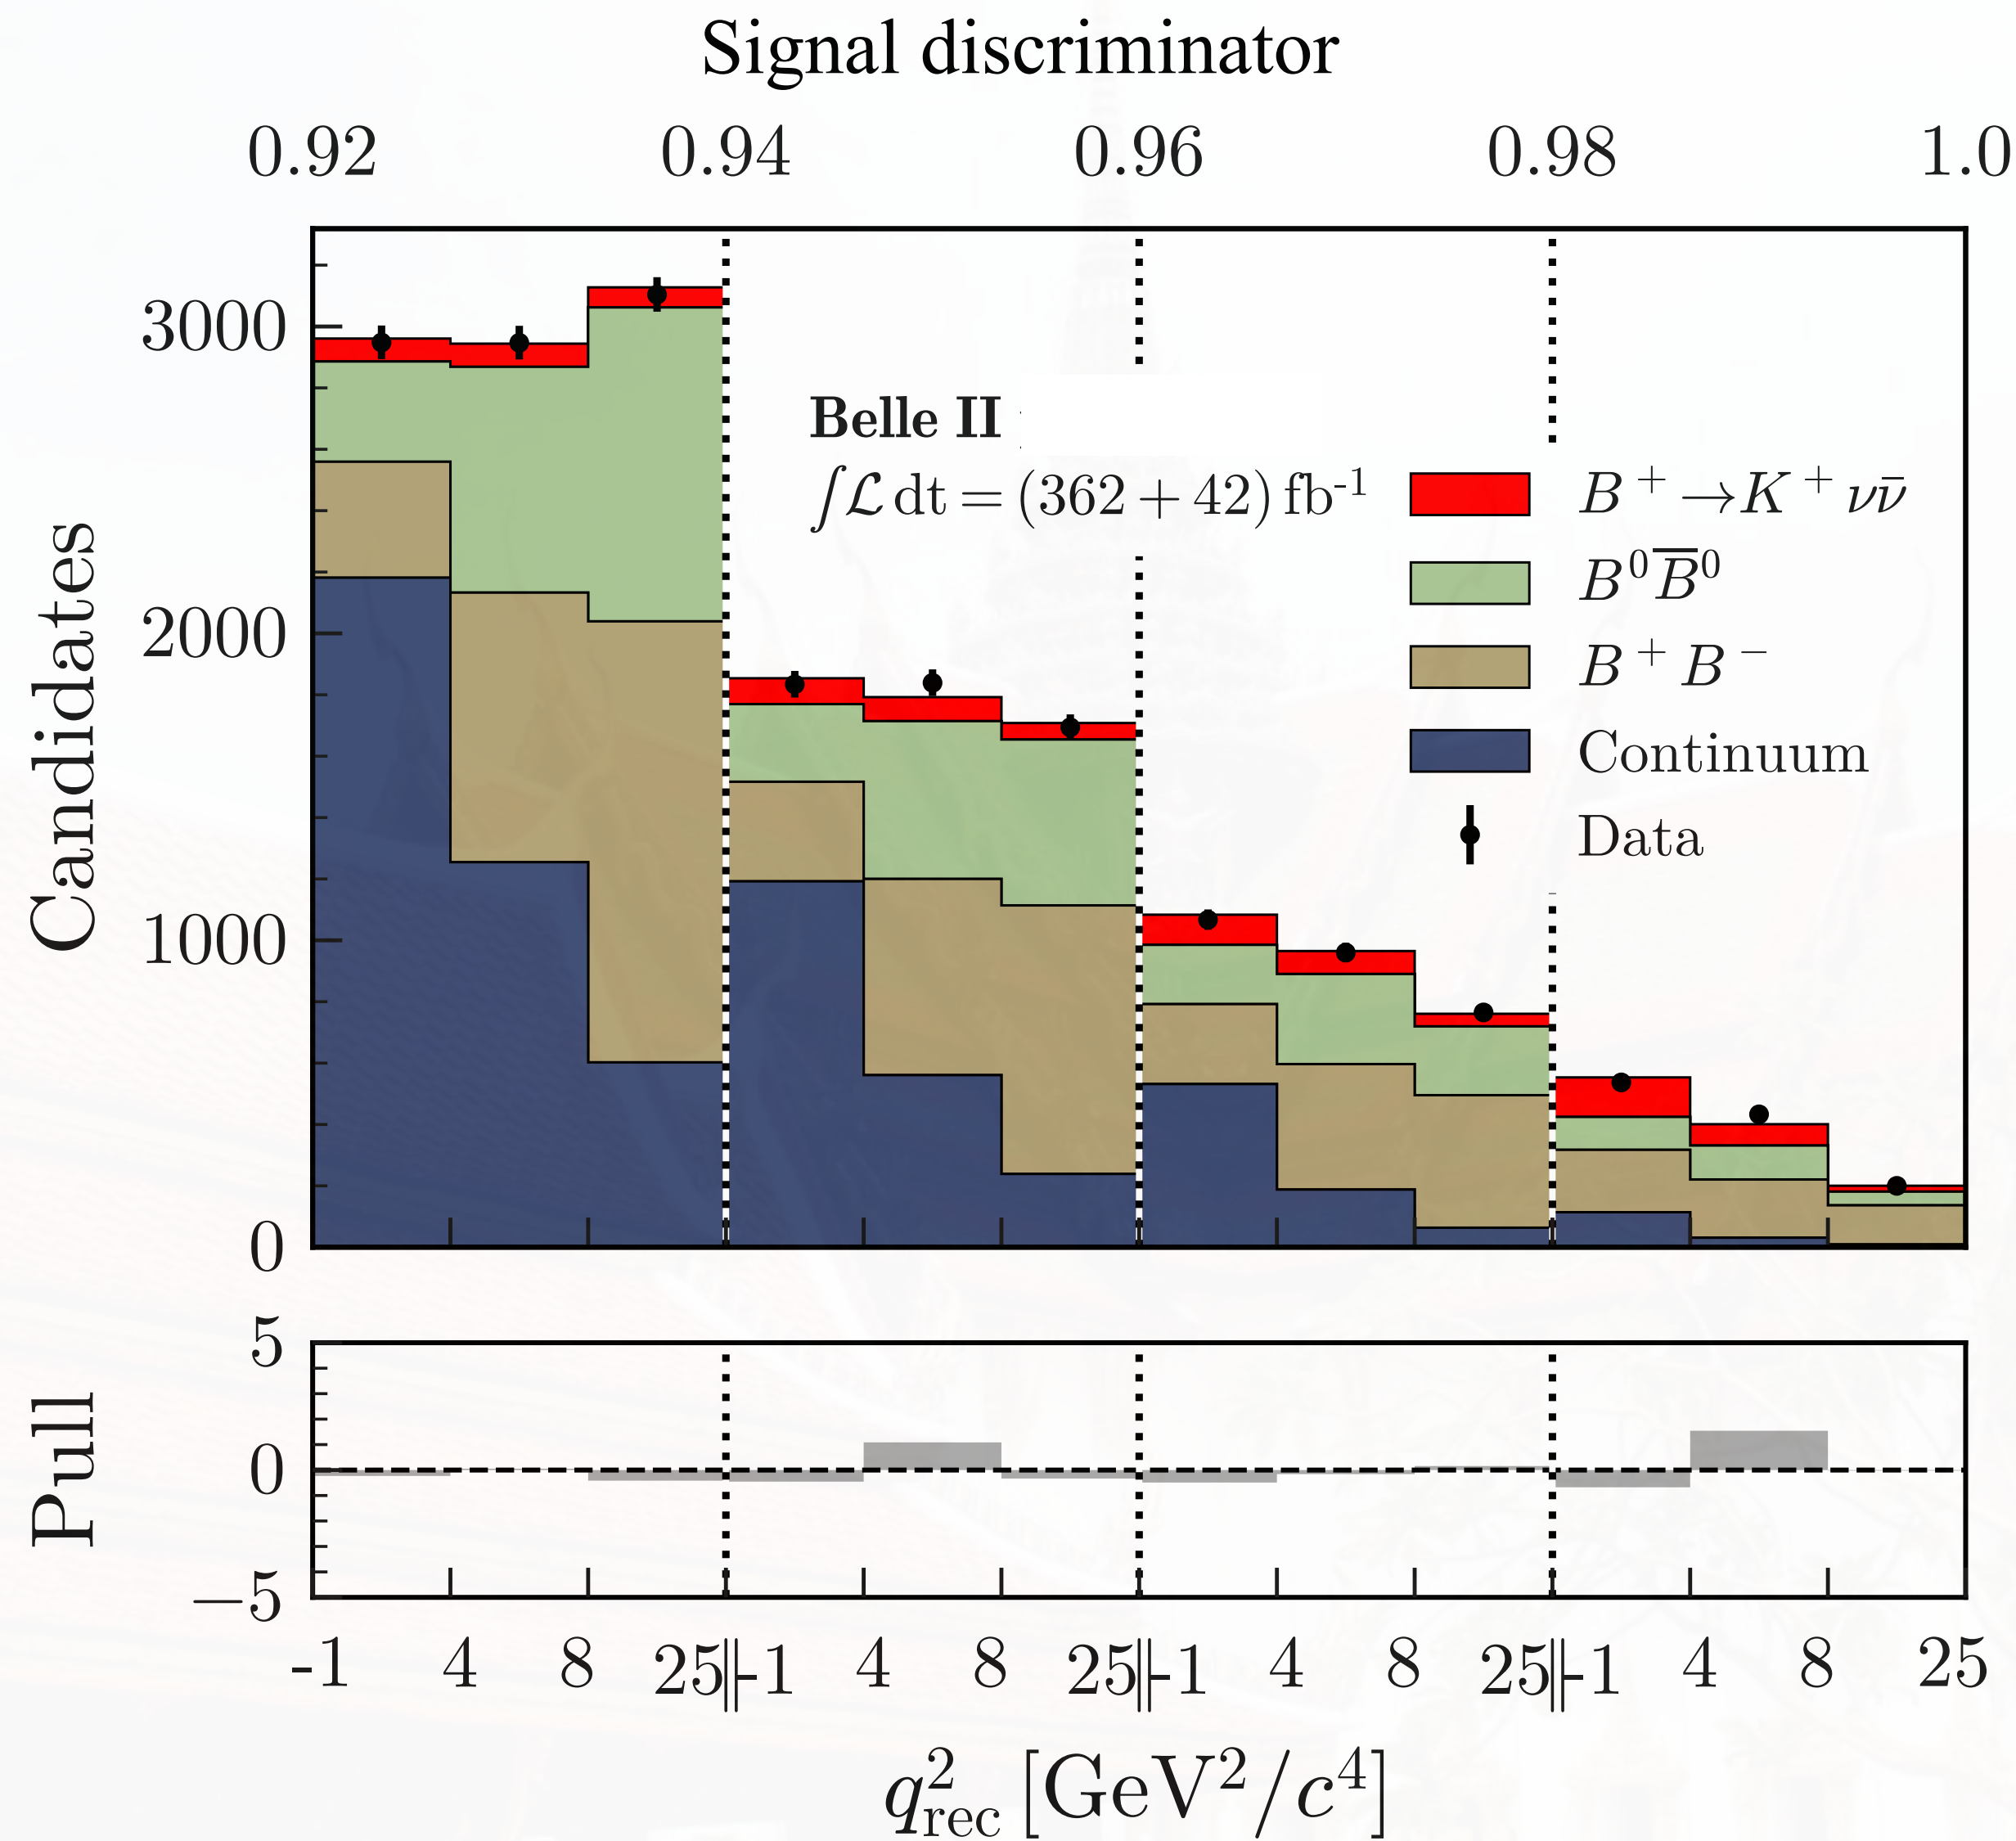 Signal discriminator
0.92 0.94 0.96 0.98 1.0
Candidates
3000
2000
1000
0
Belle II
∫ℒ dt = (362 + 42) fb⁻¹
B⁺→K⁺νν̄
B⁰B̅⁰
B⁺B⁻
Continuum
Data
Pull
5
0
−5
-1 4 8 25||-1 4 8 25||-1 4 8 25||-1 4 8 25
q²rec [GeV²/c⁴]